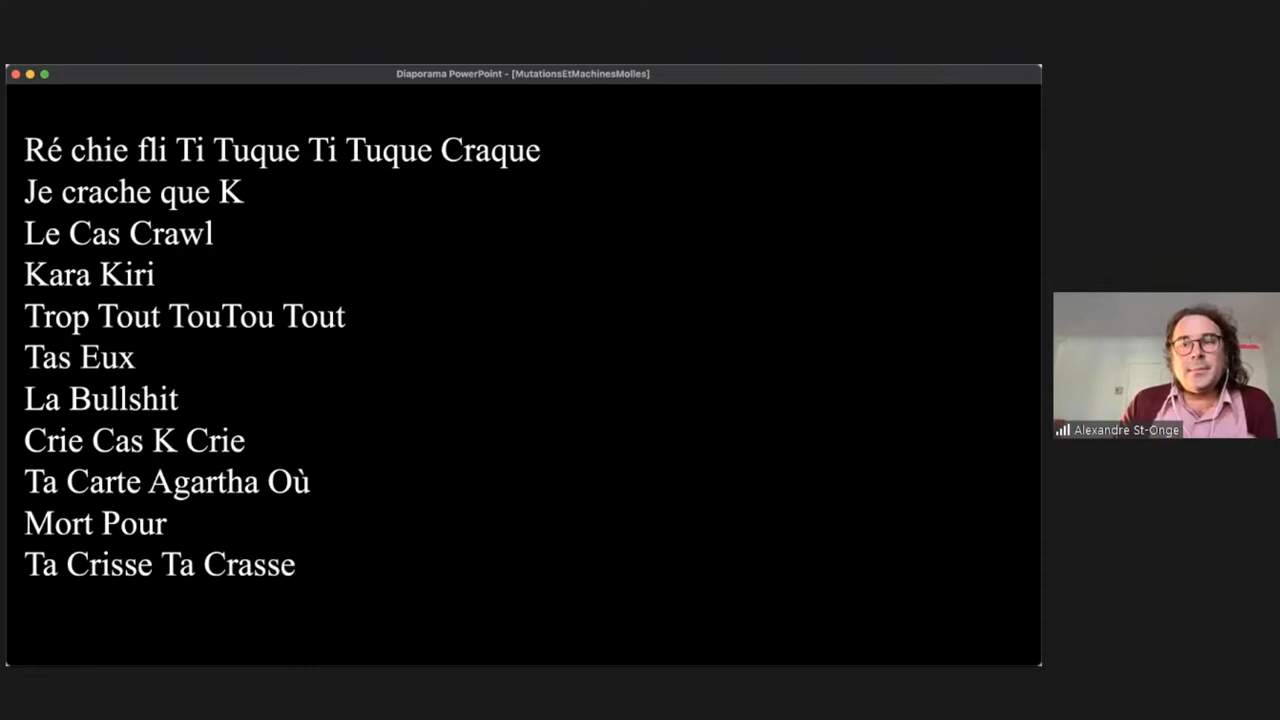 Diaporama PowerPoint - [MutationsEtMachinesMolles]
Ré chie fli Ti Tuque Ti Tuque Craque
Je crache que K
Le Cas Crawl
Kara Kiri
Trop Tout TouTou Tout
Tas Eux
La Bullshit
Crie Cas K Crie
Ta Carte Agartha Où
Mort Pour
Ta Crisse Ta Crasse
Alexandre St-Onge